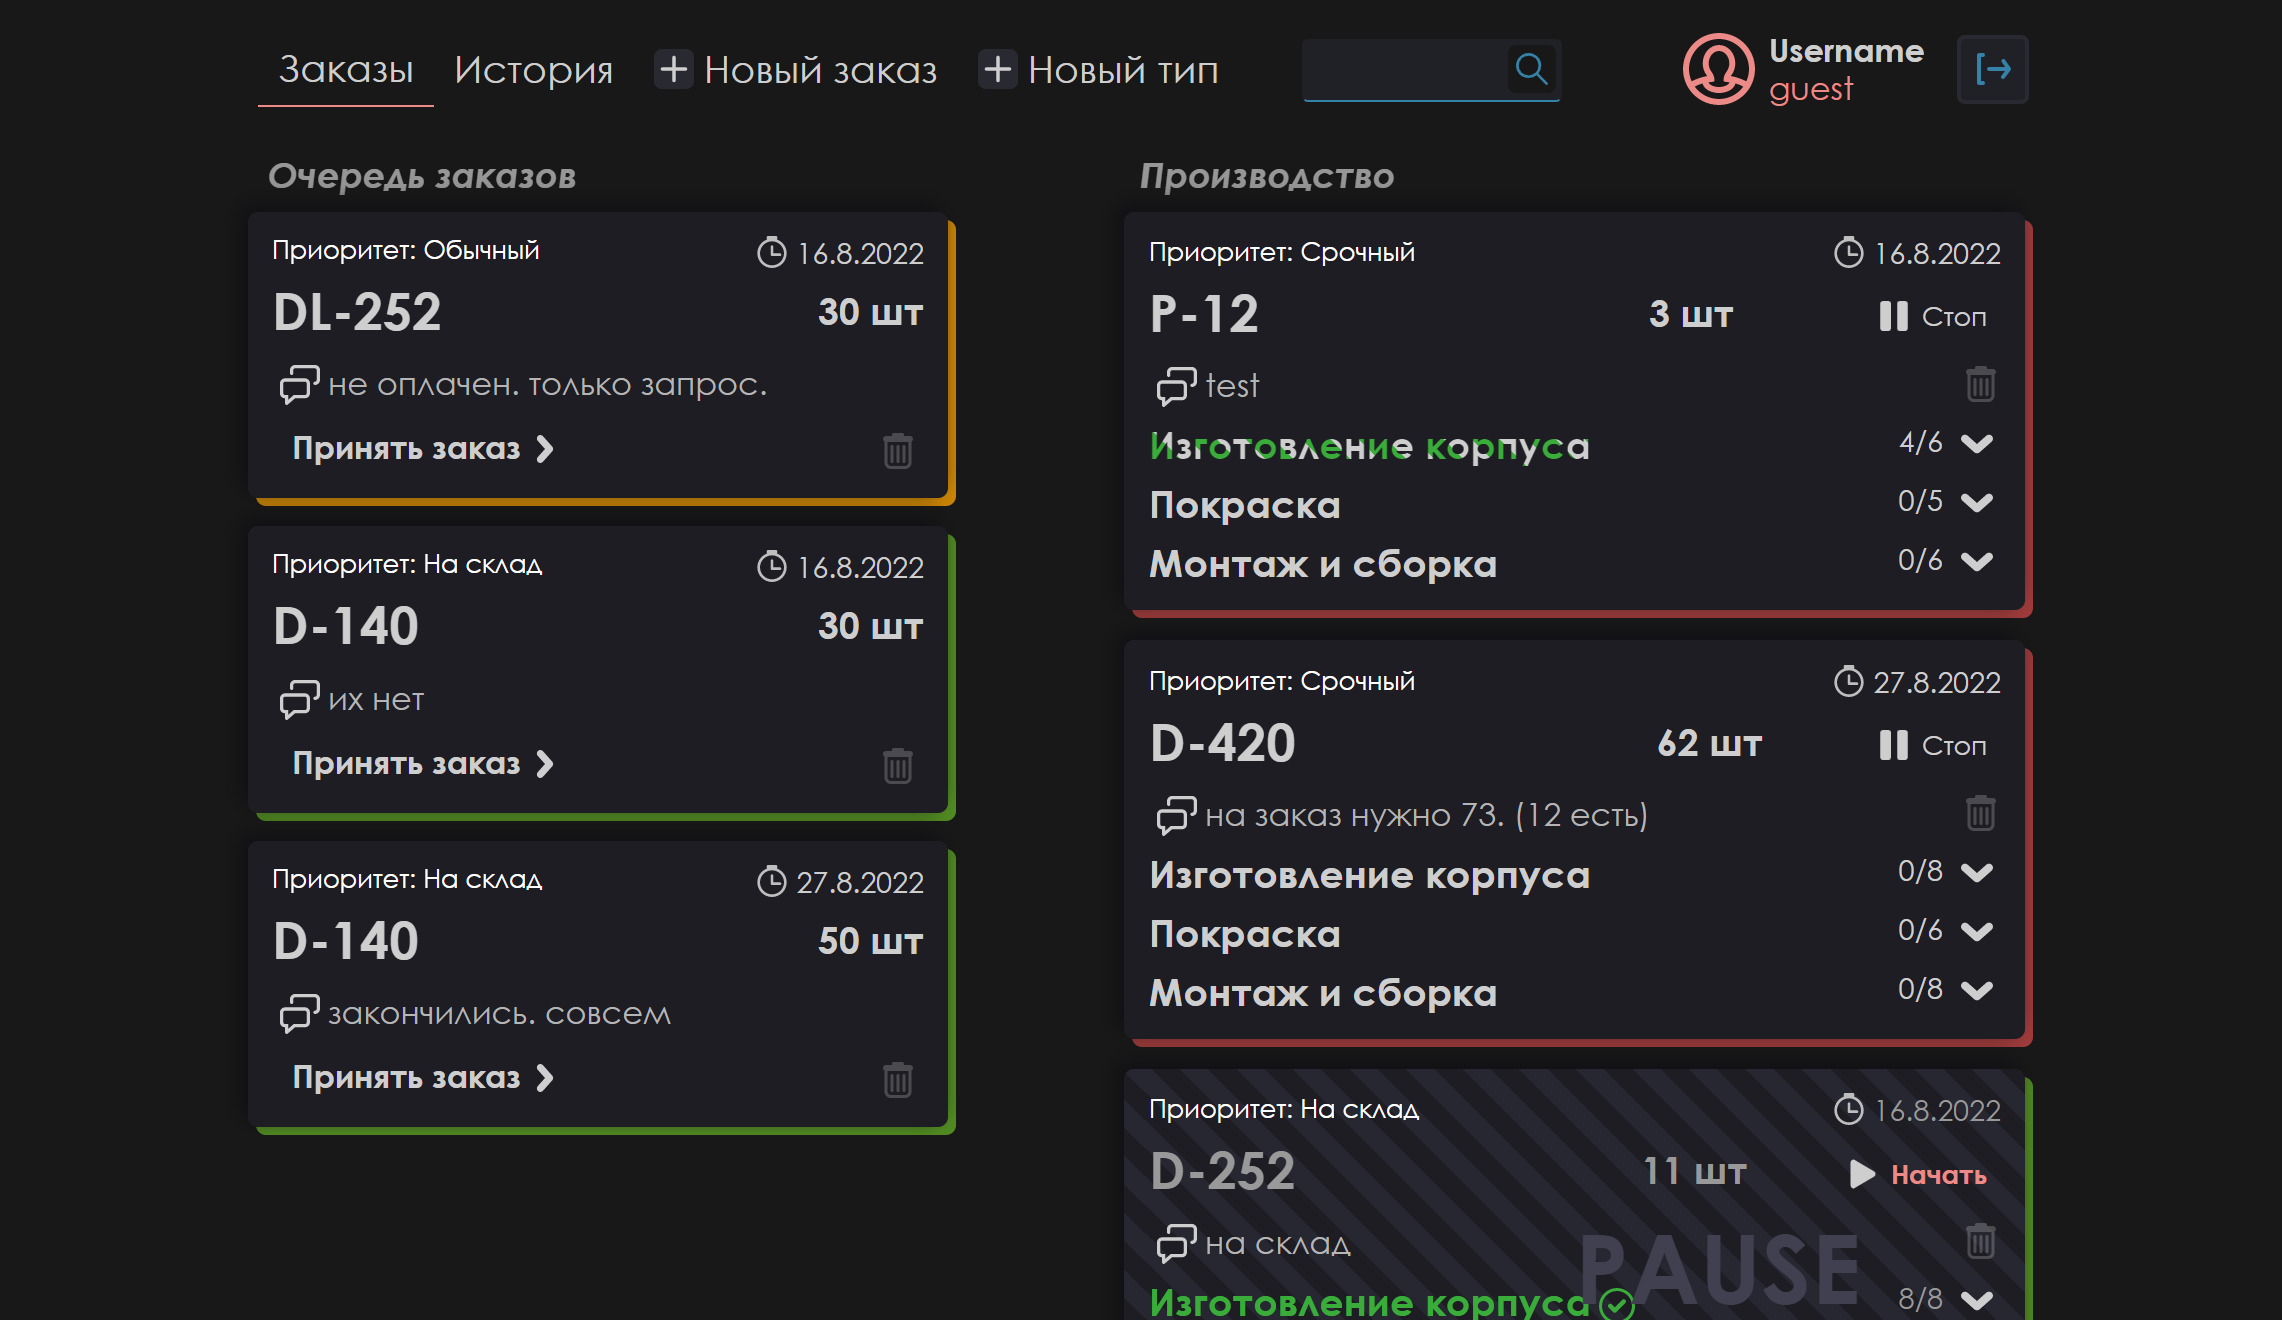 Заказы История Новый заказ Новый тип
Username
guest
Очередь заказов
Приоритет: Обычный 16.8.2022
DL-252 30 шт
не оплачен. только запрос.
Принять заказ
Приоритет: На склад 16.8.2022
D-140 30 шт
их нет
Принять заказ
Приоритет: На склад 27.8.2022
D-140 50 шт
закончились. совсем
Принять заказ
Производство
Приоритет: Срочный 16.8.2022
P-12 3 шт Стоп
test
Изготовление корпуса 4/6
Покраска 0/5
Монтаж и сборка 0/6
Приоритет: Срочный 27.8.2022
D-420 62 шт Стоп
на заказ нужно 73. (12 есть)
Изготовление корпуса 0/8
Покраска 0/6
Монтаж и сборка 0/8
Приоритет: На склад 16.8.2022
D-252 11 шт Начать
на склад
PAUSE
Изготовление корпуса 8/8